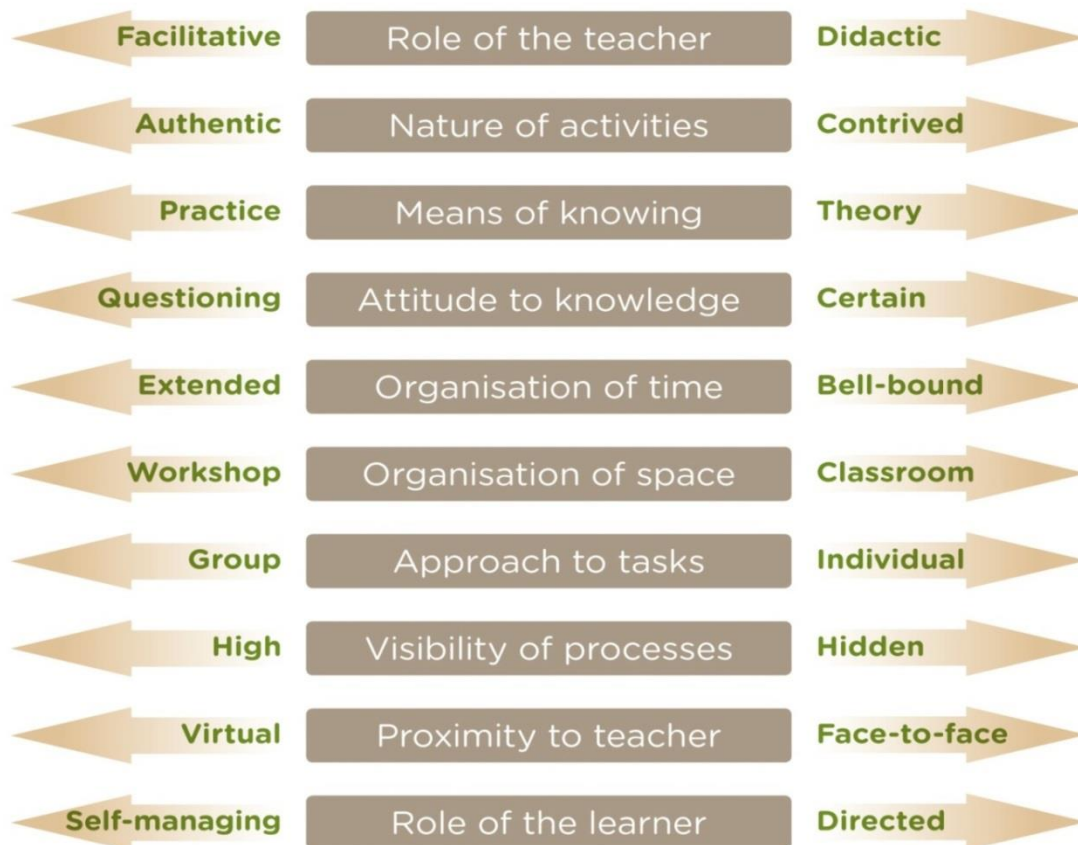 Facilitative Role of the teacher Didactic
Authentic Nature of activities Contrived
Practice Means of knowing Theory
Questioning Attitude to knowledge Certain
Extended Organisation of time Bell-bound
Workshop Organisation of space Classroom
Group Approach to tasks Individual
High Visibility of processes Hidden
Virtual Proximity to teacher Face-to-face
Self-managing Role of the learner Directed